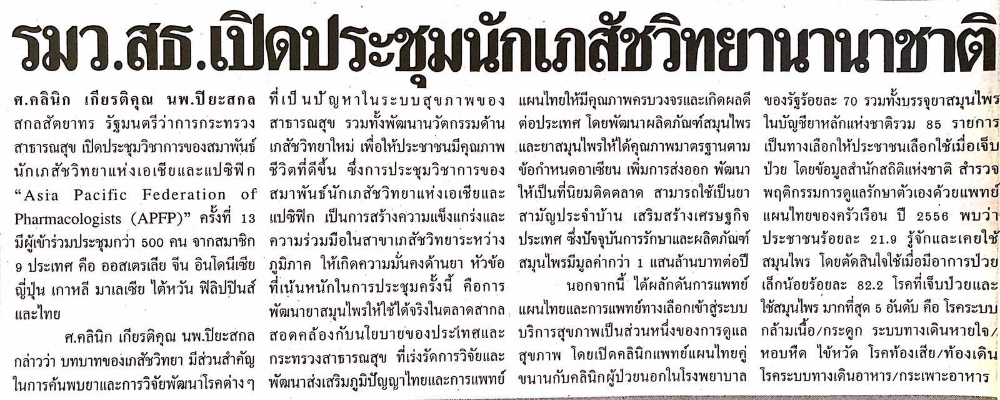 รมว.สธ.เปิดประชุมนักเภสัชวิทยานานาชาติ
ศ.คลินิก เกียรติคุณ นพ.ปิยะสกล
สกลสัตยาทร รัฐมนตรีว่าการกระทรวง
สาธารณสุข เปิดประชุมวิชาการของสมาพันธ์
นักเภสัชวิทยาแห่งเอเชียและแปซิฟิก
“Asia Pacific Federation of
Pharmacologists (APFP)” ครั้งที่ 13
มีผู้เข้าร่วมประชุมกว่า 500 คน จากสมาชิก
9 ประเทศ คือ ออสเตรเลีย จีน อินโดนีเซีย
ญี่ปุ่น เกาหลี มาเลเซีย ไต้หวัน ฟิลิปปินส์
และไทย
ศ.คลินิก เกียรติคุณ นพ.ปิยะสกล
กล่าวว่า บทบาทของเภสัชวิทยา มีส่วนสำคัญ
ในการค้นพบยาและการวิจัยพัฒนาโรคต่างๆ
ที่เป็นปัญหาในระบบสุขภาพของ
สาธารณสุข รวมทั้งพัฒนานวัตกรรมด้าน
เภสัชวิทยาใหม่ เพื่อให้ประชาชนมีคุณภาพ
ชีวิตที่ดีขึ้น ซึ่งการประชุมวิชาการของ
สมาพันธ์นักเภสัชวิทยาแห่งเอเชียและ
แปซิฟิก เป็นการสร้างความแข็งแกร่งและ
ความร่วมมือในสาขาเภสัชวิทยาระหว่าง
ภูมิภาค ให้เกิดความมั่นคงด้านยา หัวข้อ
ที่เน้นหนักในการประชุมครั้งนี้ คือการ
พัฒนายาสมุนไพรให้ใช้ได้จริงในตลาดสากล
สอดคล้องกับนโยบายของประเทศและ
กระทรวงสาธารณสุข ที่เร่งรัดการวิจัยและ
พัฒนาส่งเสริมภูมิปัญญาไทยและการแพทย์
แผนไทยให้มีคุณภาพครบวงจรและเกิดผลดี
ต่อประเทศ โดยพัฒนาผลิตภัณฑ์สมุนไพร
และยาสมุนไพรให้ได้คุณภาพมาตรฐานตาม
ข้อกำหนดอาเซียน เพิ่มการส่งออก พัฒนา
ให้เป็นที่นิยมติดตลาด สามารถใช้เป็นยา
สามัญประจำบ้าน เสริมสร้างเศรษฐกิจ
ประเทศ ซึ่งปัจจุบันการรักษาและผลิตภัณฑ์
สมุนไพรมีมูลค่ากว่า 1 แสนล้านบาทต่อปี
นอกจากนี้ ได้ผลักดันการแพทย์
แผนไทยและการแพทย์ทางเลือกเข้าสู่ระบบ
บริการสุขภาพเป็นส่วนหนึ่งของการดูแล
สุขภาพ โดยเปิดคลินิกแพทย์แผนไทยคู่
ขนานกับคลินิกผู้ป่วยนอกในโรงพยาบาล
ของรัฐร้อยละ 70 รวมทั้งบรรจุยาสมุนไพร
ในบัญชียาหลักแห่งชาติรวม 85 รายการ
เป็นทางเลือกให้ประชาชนเลือกใช้เมื่อเจ็บ
ป่วย โดยข้อมูลสำนักสถิติแห่งชาติ สำรวจ
พฤติกรรมการดูแลรักษาตัวเองด้วยแพทย์
แผนไทยของครัวเรือน ปี 2556 พบว่า
ประชาชนร้อยละ 21.9 รู้จักและเคยใช้
สมุนไพร โดยตัดสินใจใช้เมื่อมีอาการป่วย
เล็กน้อยร้อยละ 82.2 โรคที่เจ็บป่วยและ
ใช้สมุนไพร มากที่สุด 5 อันดับ คือ โรคระบบ
กล้ามเนื้อ/กระดูก ระบบทางเดินหายใจ/
หอบหืด ไข้หวัด โรคท้องเสีย/ท้องเดิน
โรคระบบทางเดินอาหาร/กระเพาะอาหาร